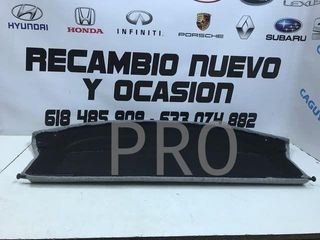 HYUNDAI HONDA INFINITI PORSCHE SUBARU
RECAMBIO NUEVO
Y OCASION
618 485 909 - 633 074 882
PRO